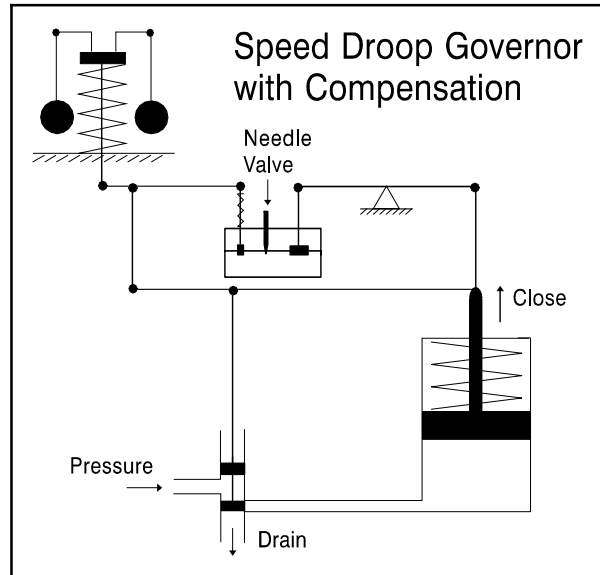 Speed Droop Governor
with Compensation
Needle
Valve
Close
Pressure
Drain